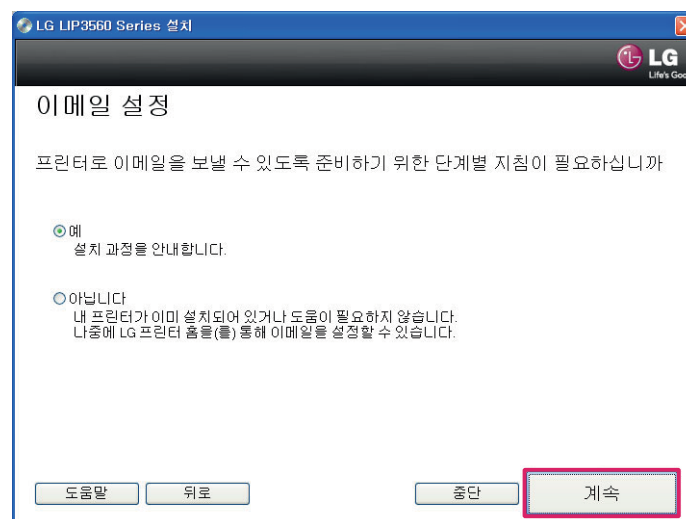 LG LIP3560 Series 설치
LG
Life's Goo
이메일 설정
프린터로 이메일을 보낼 수 있도록 준비하기 위한 단계별 지침이 필요하십니까
예
설치 과정을 안내합니다.
아닙니다
내 프린터가 이미 설치되어 있거나 도움이 필요하지 않습니다.
나중에 LG 프린터 홈을(를) 통해 이메일을 설정할 수 있습니다.
도움말 뒤로 중단 계속